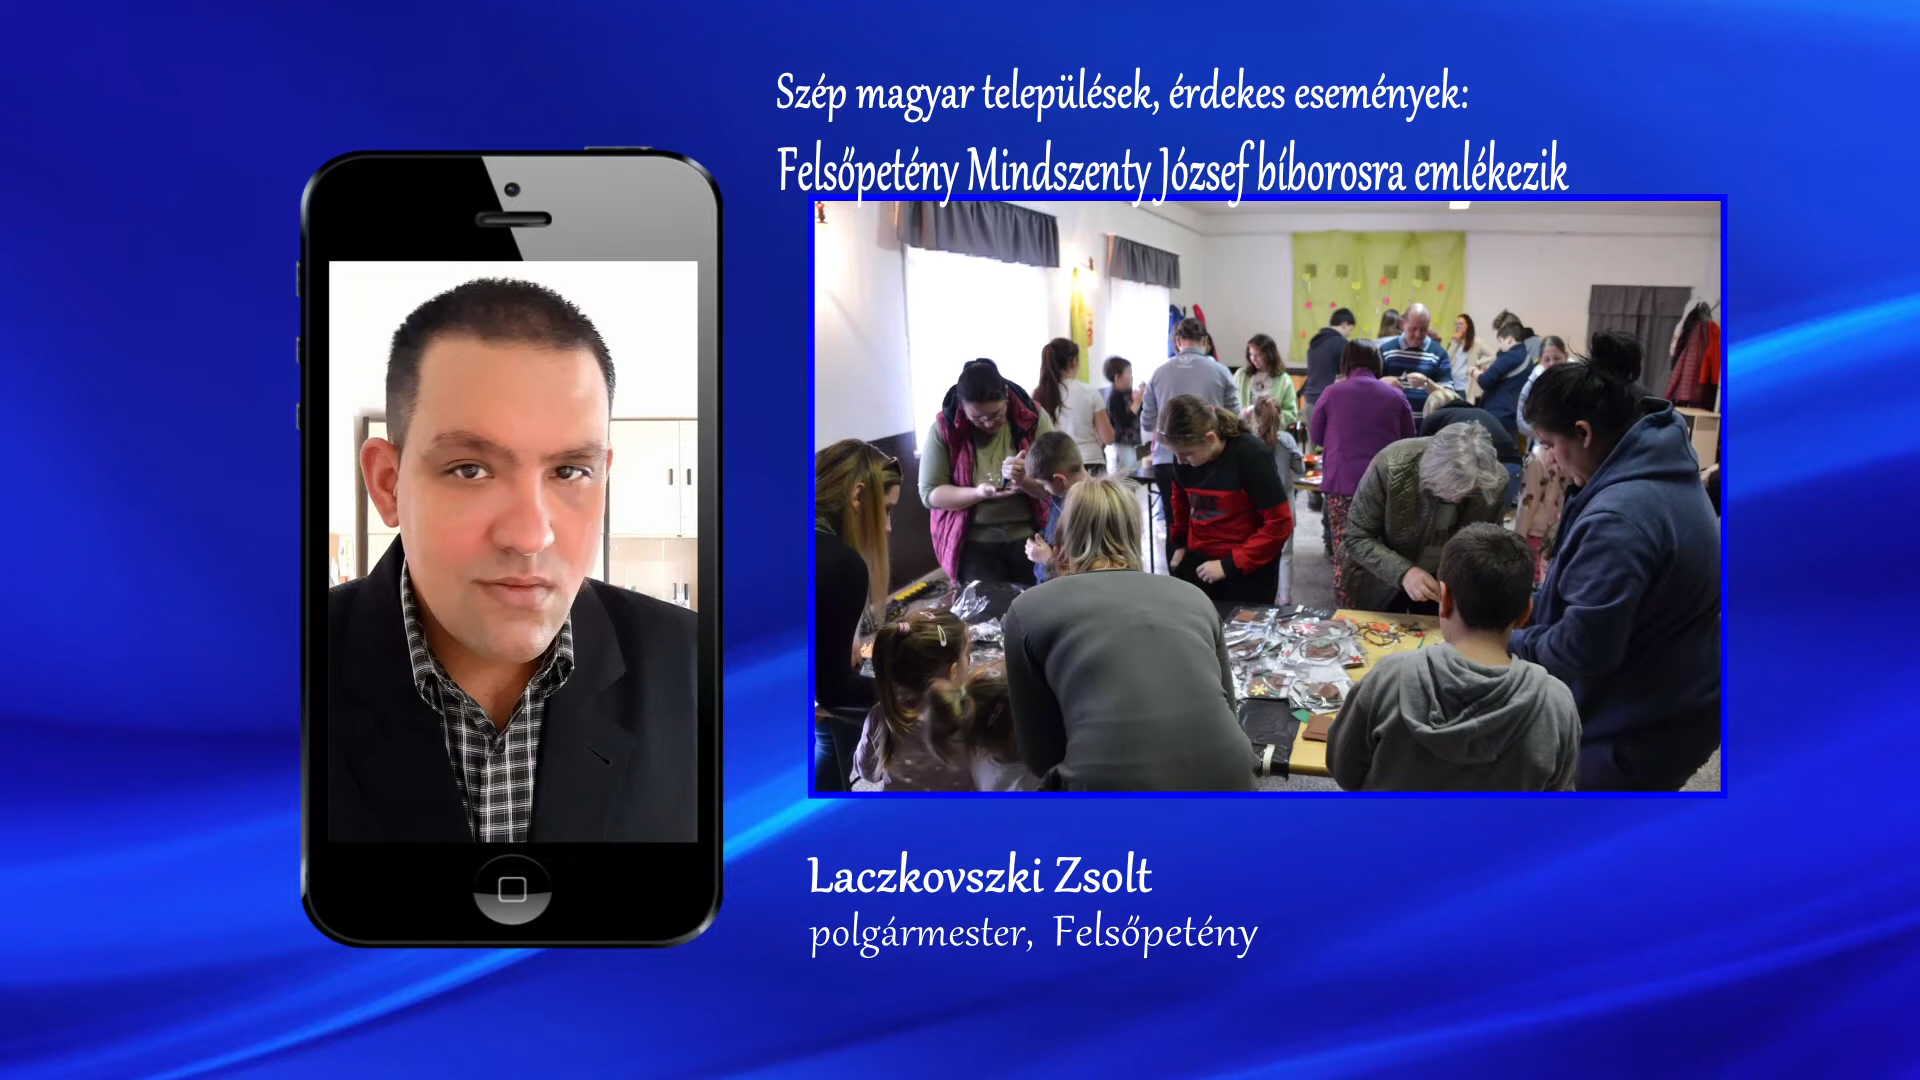 Szép magyar települések, érdekes események:
Felsőpetény Mindszenty József bíborosra emlékezik
Laczkovszki Zsolt
polgármester, Felsőpetény